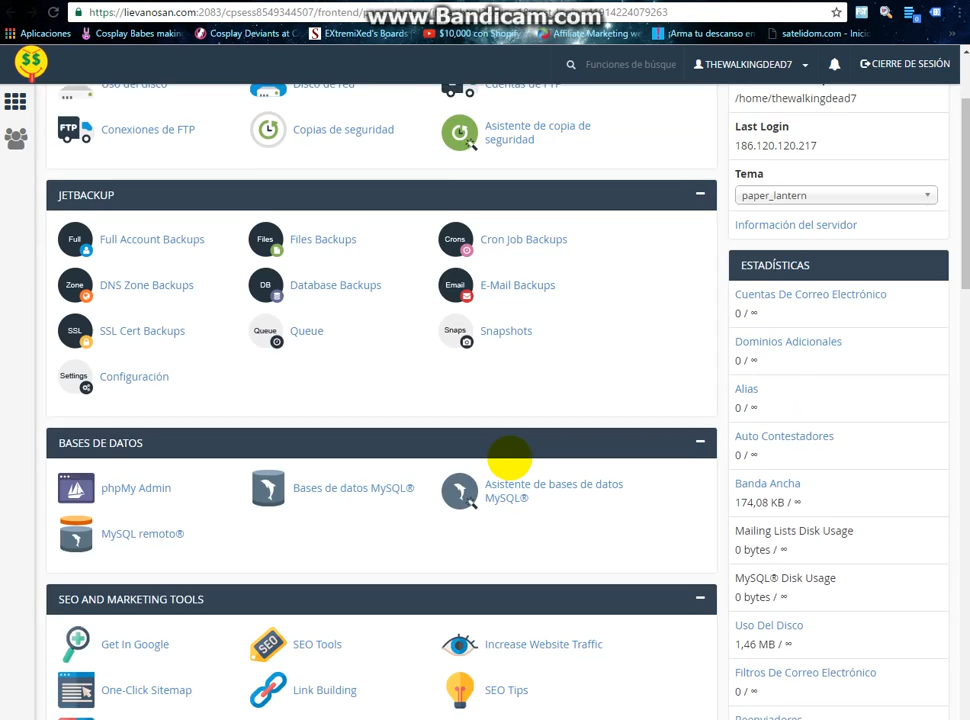 https://lievanosan.com:2083/cpsess8549344507/frontend/
www.Bandicam.com
14224079263
Aplicaciones
Cosplay Babes making
Cosplay Deviants at C
EXtremiXed's Boards
$10,000 con Shopify
Affiliate Marketing we
¡Arma tu descanso en
satelidom.com - Inici
$$
Funciones de búsque
THEWALKINGDEAD7
CIERRE DE SESIÓN
Uso del disco
Disco de red
Cuentas de FTP
/home/thewalkingdead7
FTP
Conexiones de FTP
Copias de seguridad
Asistente de copia de
seguridad
Last Login
186.120.120.217
Tema
paper_lantern
Información del servidor
JETBACKUP
Full
Full Account Backups
Files
Files Backups
Crons
Cron Job Backups
Zone
DNS Zone Backups
DB
Database Backups
Email
E-Mail Backups
SSL
SSL Cert Backups
Queue
Queue
Snaps
Snapshots
Settings
Configuración
ESTADÍSTICAS
Cuentas De Correo Electrónico
0 / ∞
Dominios Adicionales
0 / ∞
Alias
0 / ∞
Auto Contestadores
0 / ∞
Banda Ancha
174,08 KB / ∞
Mailing Lists Disk Usage
0 bytes / ∞
MySQL® Disk Usage
0 bytes / ∞
Uso Del Disco
1,46 MB / ∞
Filtros De Correo Electrónico
0 / ∞
Reenviadores
BASES DE DATOS
phpMy Admin
Bases de datos MySQL®
Asistente de bases de datos
MySQL®
MySQL remoto®
SEO AND MARKETING TOOLS
Get In Google
SEO
SEO Tools
Increase Website Traffic
One-Click Sitemap
Link Building
SEO Tips